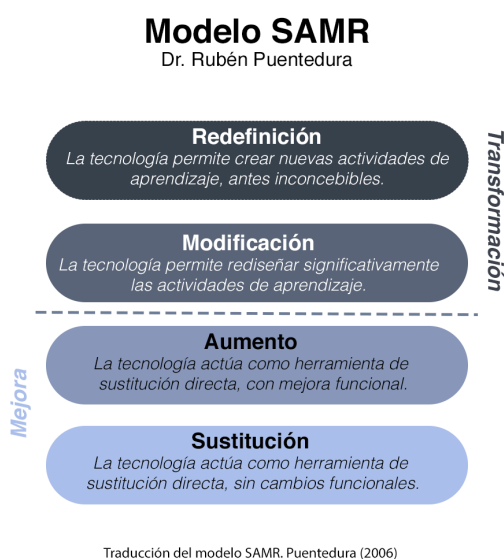 Modelo SAMR
Dr. Rubén Puentedura
Redefinición
La tecnología permite crear nuevas actividades de
aprendizaje, antes inconcebibles.
Modificación
La tecnología permite rediseñar significativamente
las actividades de aprendizaje.
Transformación
Aumento
La tecnología actúa como herramienta de
sustitución directa, con mejora funcional.
Sustitución
La tecnología actúa como herramienta de
sustitución directa, sin cambios funcionales.
Mejora
Traducción del modelo SAMR. Puentedura (2006)